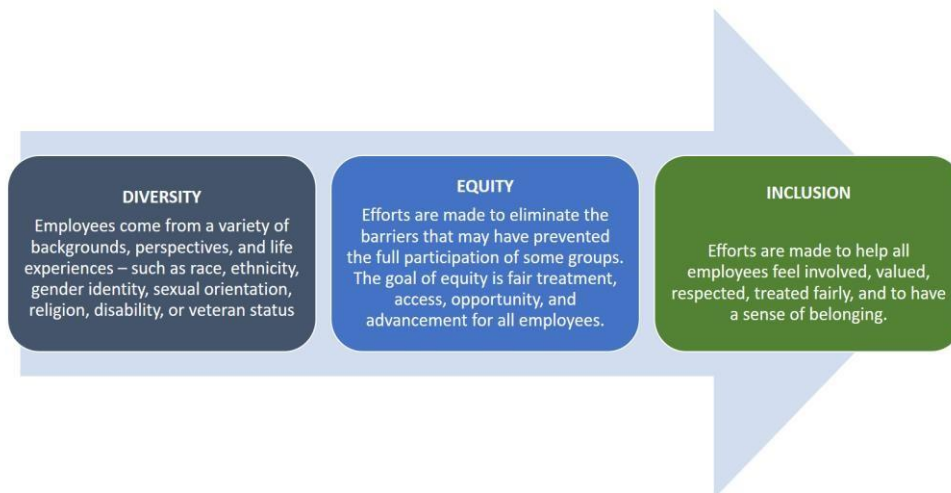 DIVERSITY
Employees come from a variety of
backgrounds, perspectives, and life
experiences – such as race, ethnicity,
gender identity, sexual orientation,
religion, disability, or veteran status
EQUITY
Efforts are made to eliminate the
barriers that may have prevented
the full participation of some groups.
The goal of equity is fair treatment,
access, opportunity, and
advancement for all employees.
INCLUSION
Efforts are made to help all
employees feel involved, valued,
respected, treated fairly, and to have
a sense of belonging.